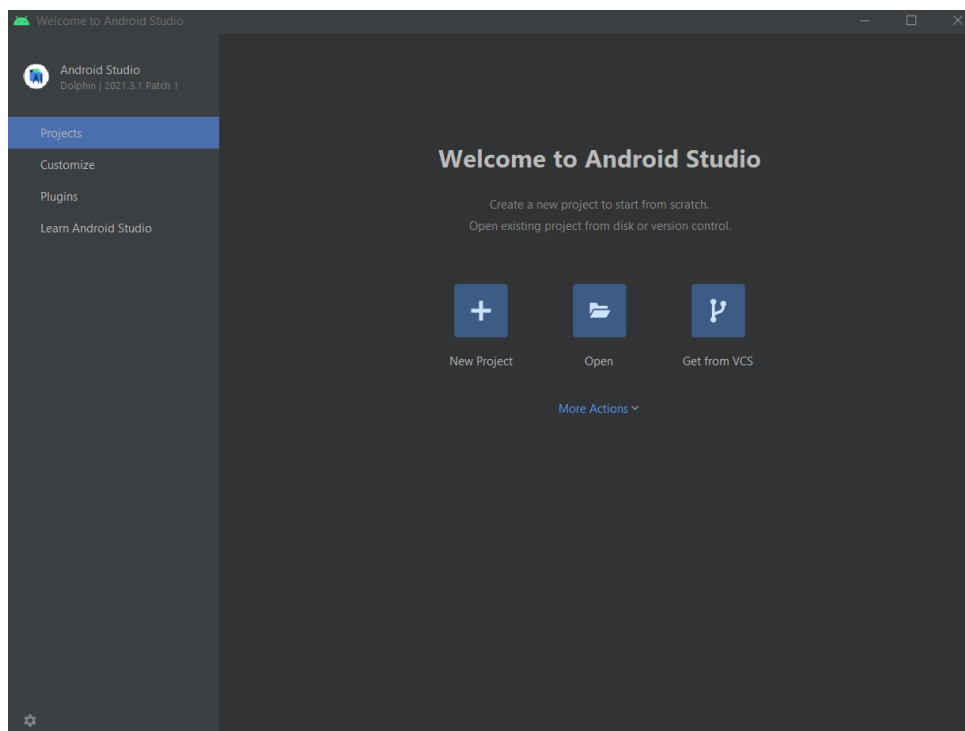 Welcome to Android Studio
Android Studio
Dolphin | 2021.3.1 Patch 1
Projects
Customize
Plugins
Learn Android Studio
Welcome to Android Studio
Create a new project to start from scratch.
Open existing project from disk or version control.
New Project
Open
Get from VCS
More Actions